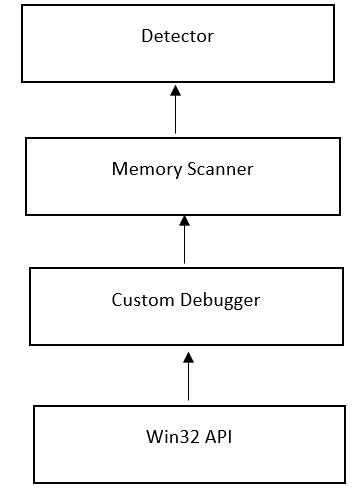 Detector
Memory Scanner
Custom Debugger
Win32 API